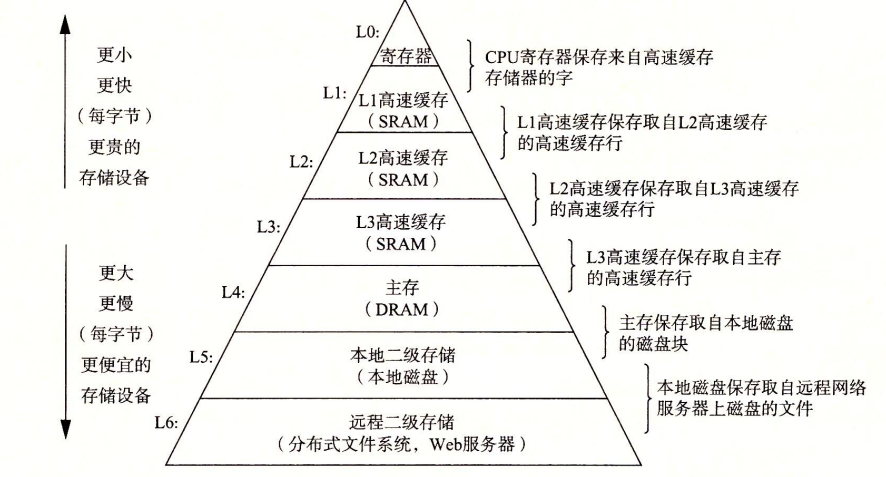 L0:
寄存器
L1:
L1高速缓存
（SRAM）
L2:
L2高速缓存
（SRAM）
L3:
L3高速缓存
（SRAM）
L4:
主存
（DRAM）
L5:
本地二级存储
（本地磁盘）
L6:
远程二级存储
（分布式文件系统，Web服务器）
更小
更快
（每字节）
更贵的
存储设备
更大
更慢
（每字节）
更便宜的
存储设备
CPU寄存器保存来自高速缓存
存储器的字
L1高速缓存保存取自L2高速缓存
的高速缓存行
L2高速缓存保存取自L3高速缓存
的高速缓存行
L3高速缓存保存取自主存
的高速缓存行
主存保存取自本地磁盘
的磁盘块
本地磁盘保存取自远程网络
服务器上磁盘的文件